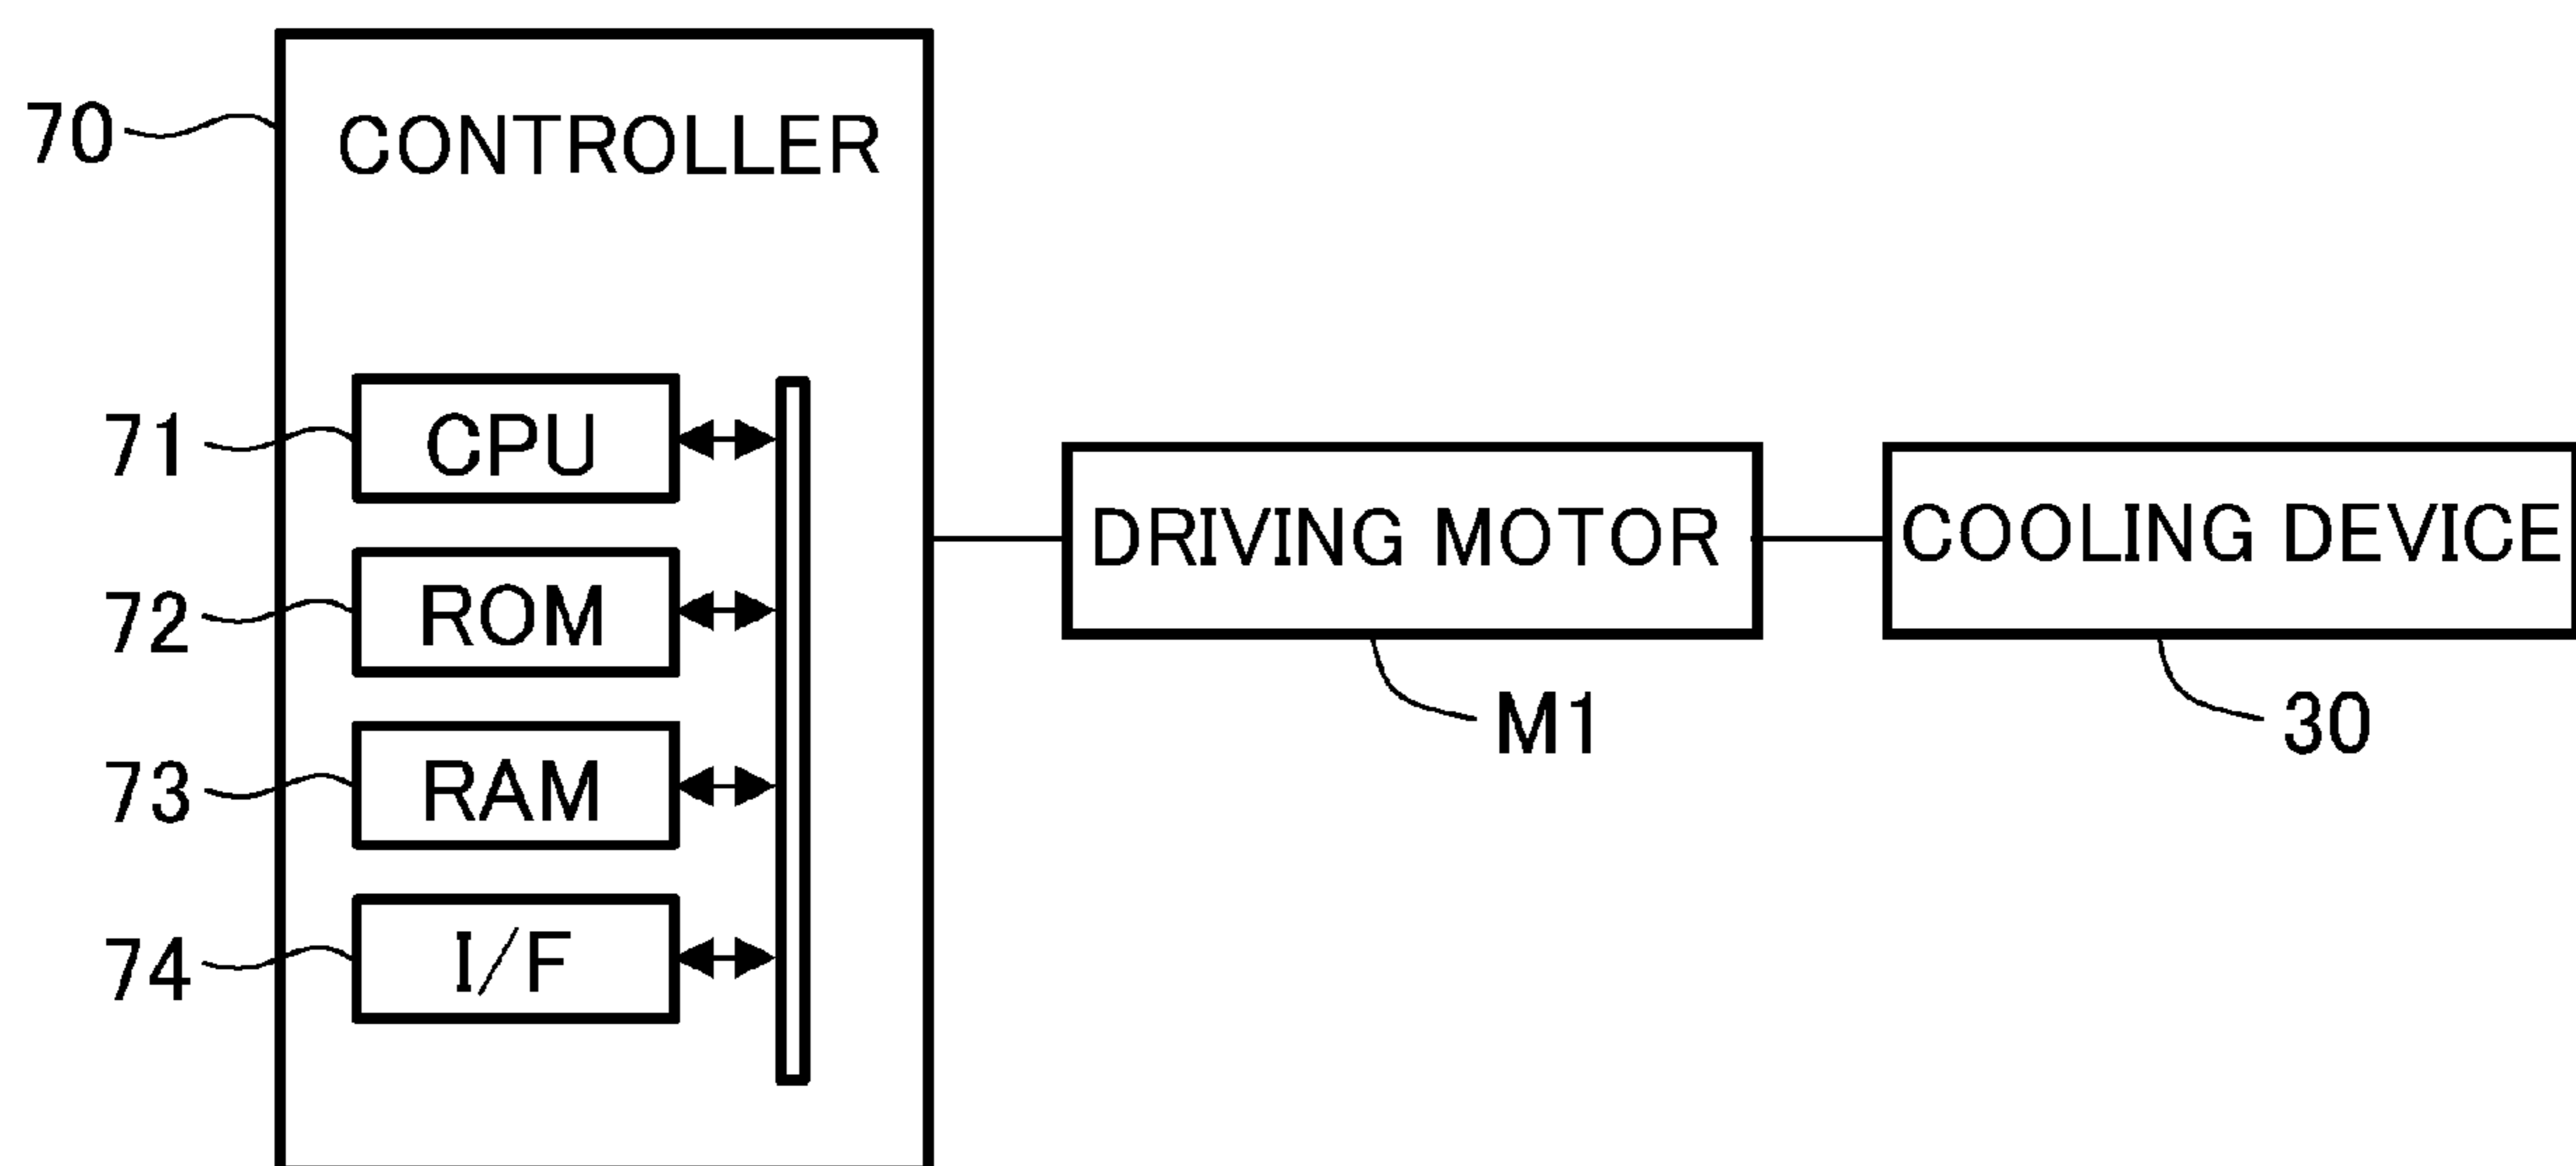 70
CONTROLLER
71
CPU
72
ROM
73
RAM
74
I/F
DRIVING MOTOR
M1
COOLING DEVICE
30